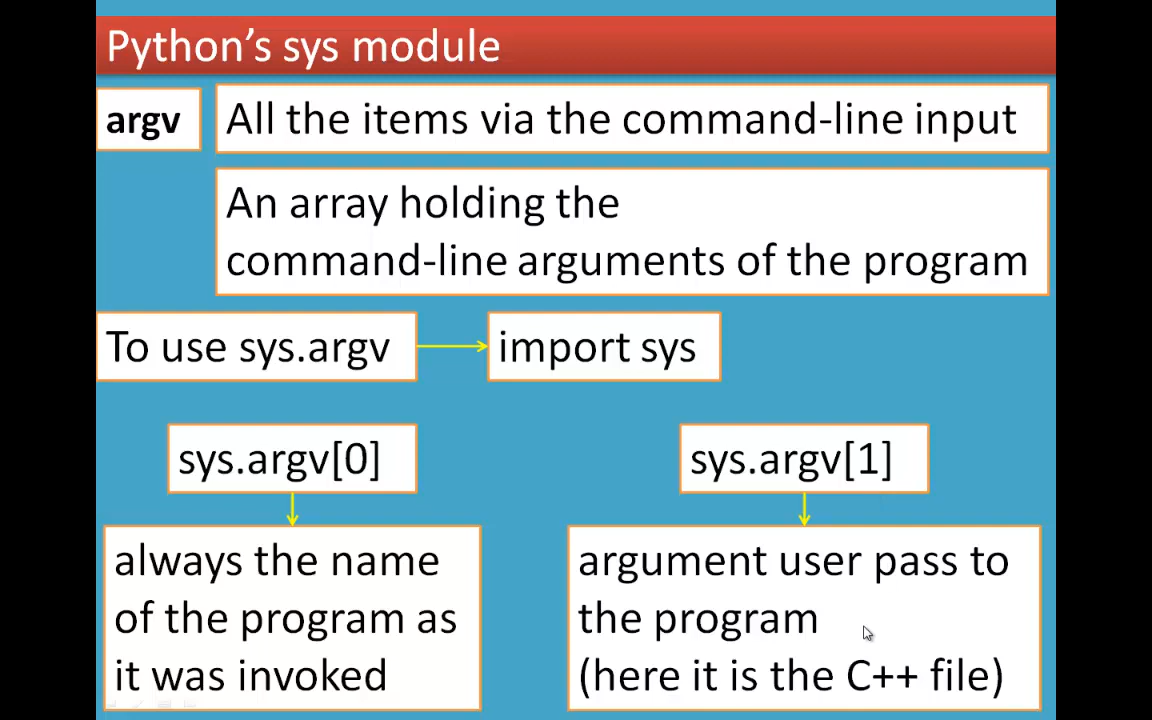 Python’s sys module
argv
All the items via the command-line input
An array holding the
command-line arguments of the program
To use sys.argv
import sys
sys.argv[0]
sys.argv[1]
always the name
of the program as
it was invoked
argument user pass to
the program
(here it is the C++ file)